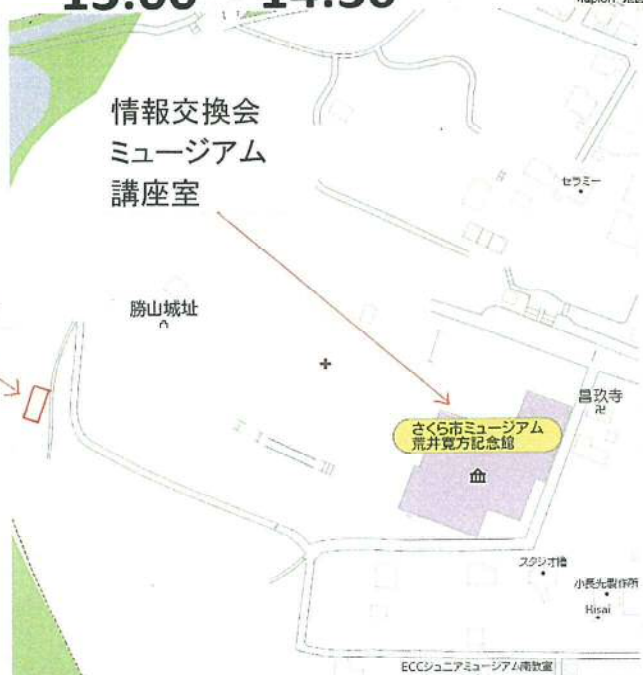 情報交換会
ミュージアム
講座室
セラミー
勝山城址
昌玖寺
さくら市ミュージアム
荒井寛方記念館
スタジオ橙
小長光製作所
Hisai
ECCジュニアミュージアム南教室